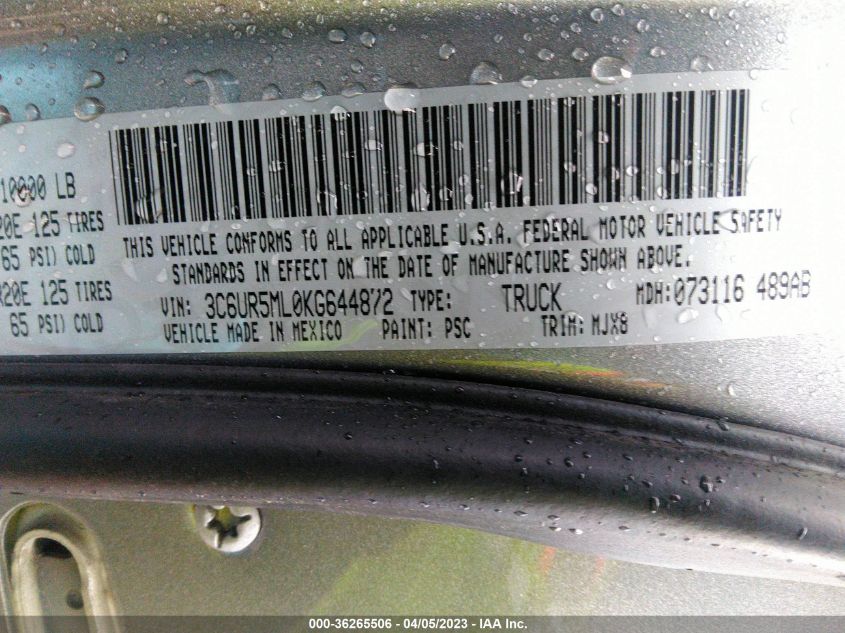 10000 LB
20E 125 TIRES
65 PSI) COLD
R20E 125 TIRES
65 PSI) COLD
THIS VEHICLE CONFORMS TO ALL APPLICABLE U.S.A. FEDERAL MOTOR VEHICLE SAFETY
STANDARDS IN EFFECT ON THE DATE OF MANUFACTURE SHOWN ABOVE.
VIN: 3C6UR5ML0KG644872 TYPE: TRUCK MDH:073116 489AB
VEHICLE MADE IN MEXICO PAINT: PSC TRIM: MJX8
000-36265506 - 04/05/2023 - IAA Inc.